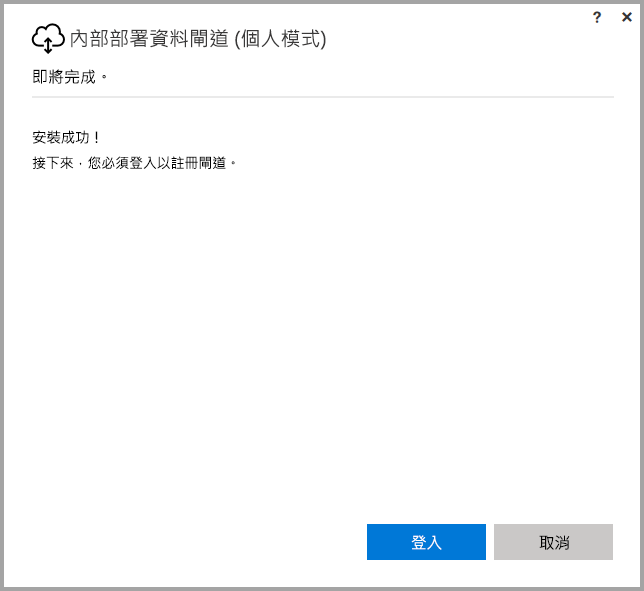 ? ×
內部部署資料閘道 (個人模式)
即將完成。
安裝成功！
接下來，您必須登入以註冊閘道。
登入 取消